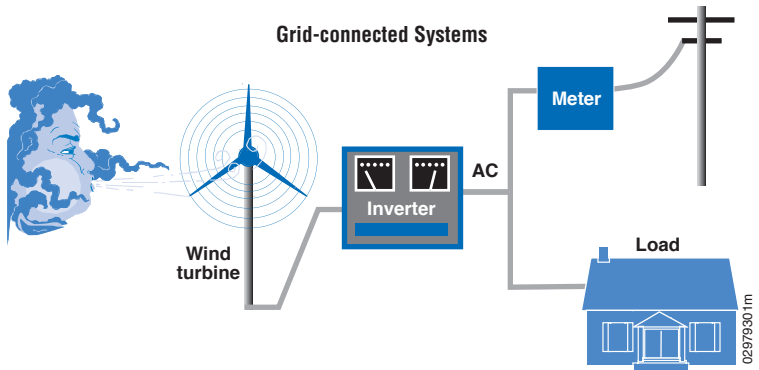 Grid-connected Systems
Meter
AC
Inverter
Wind
turbine
Load
02979301m